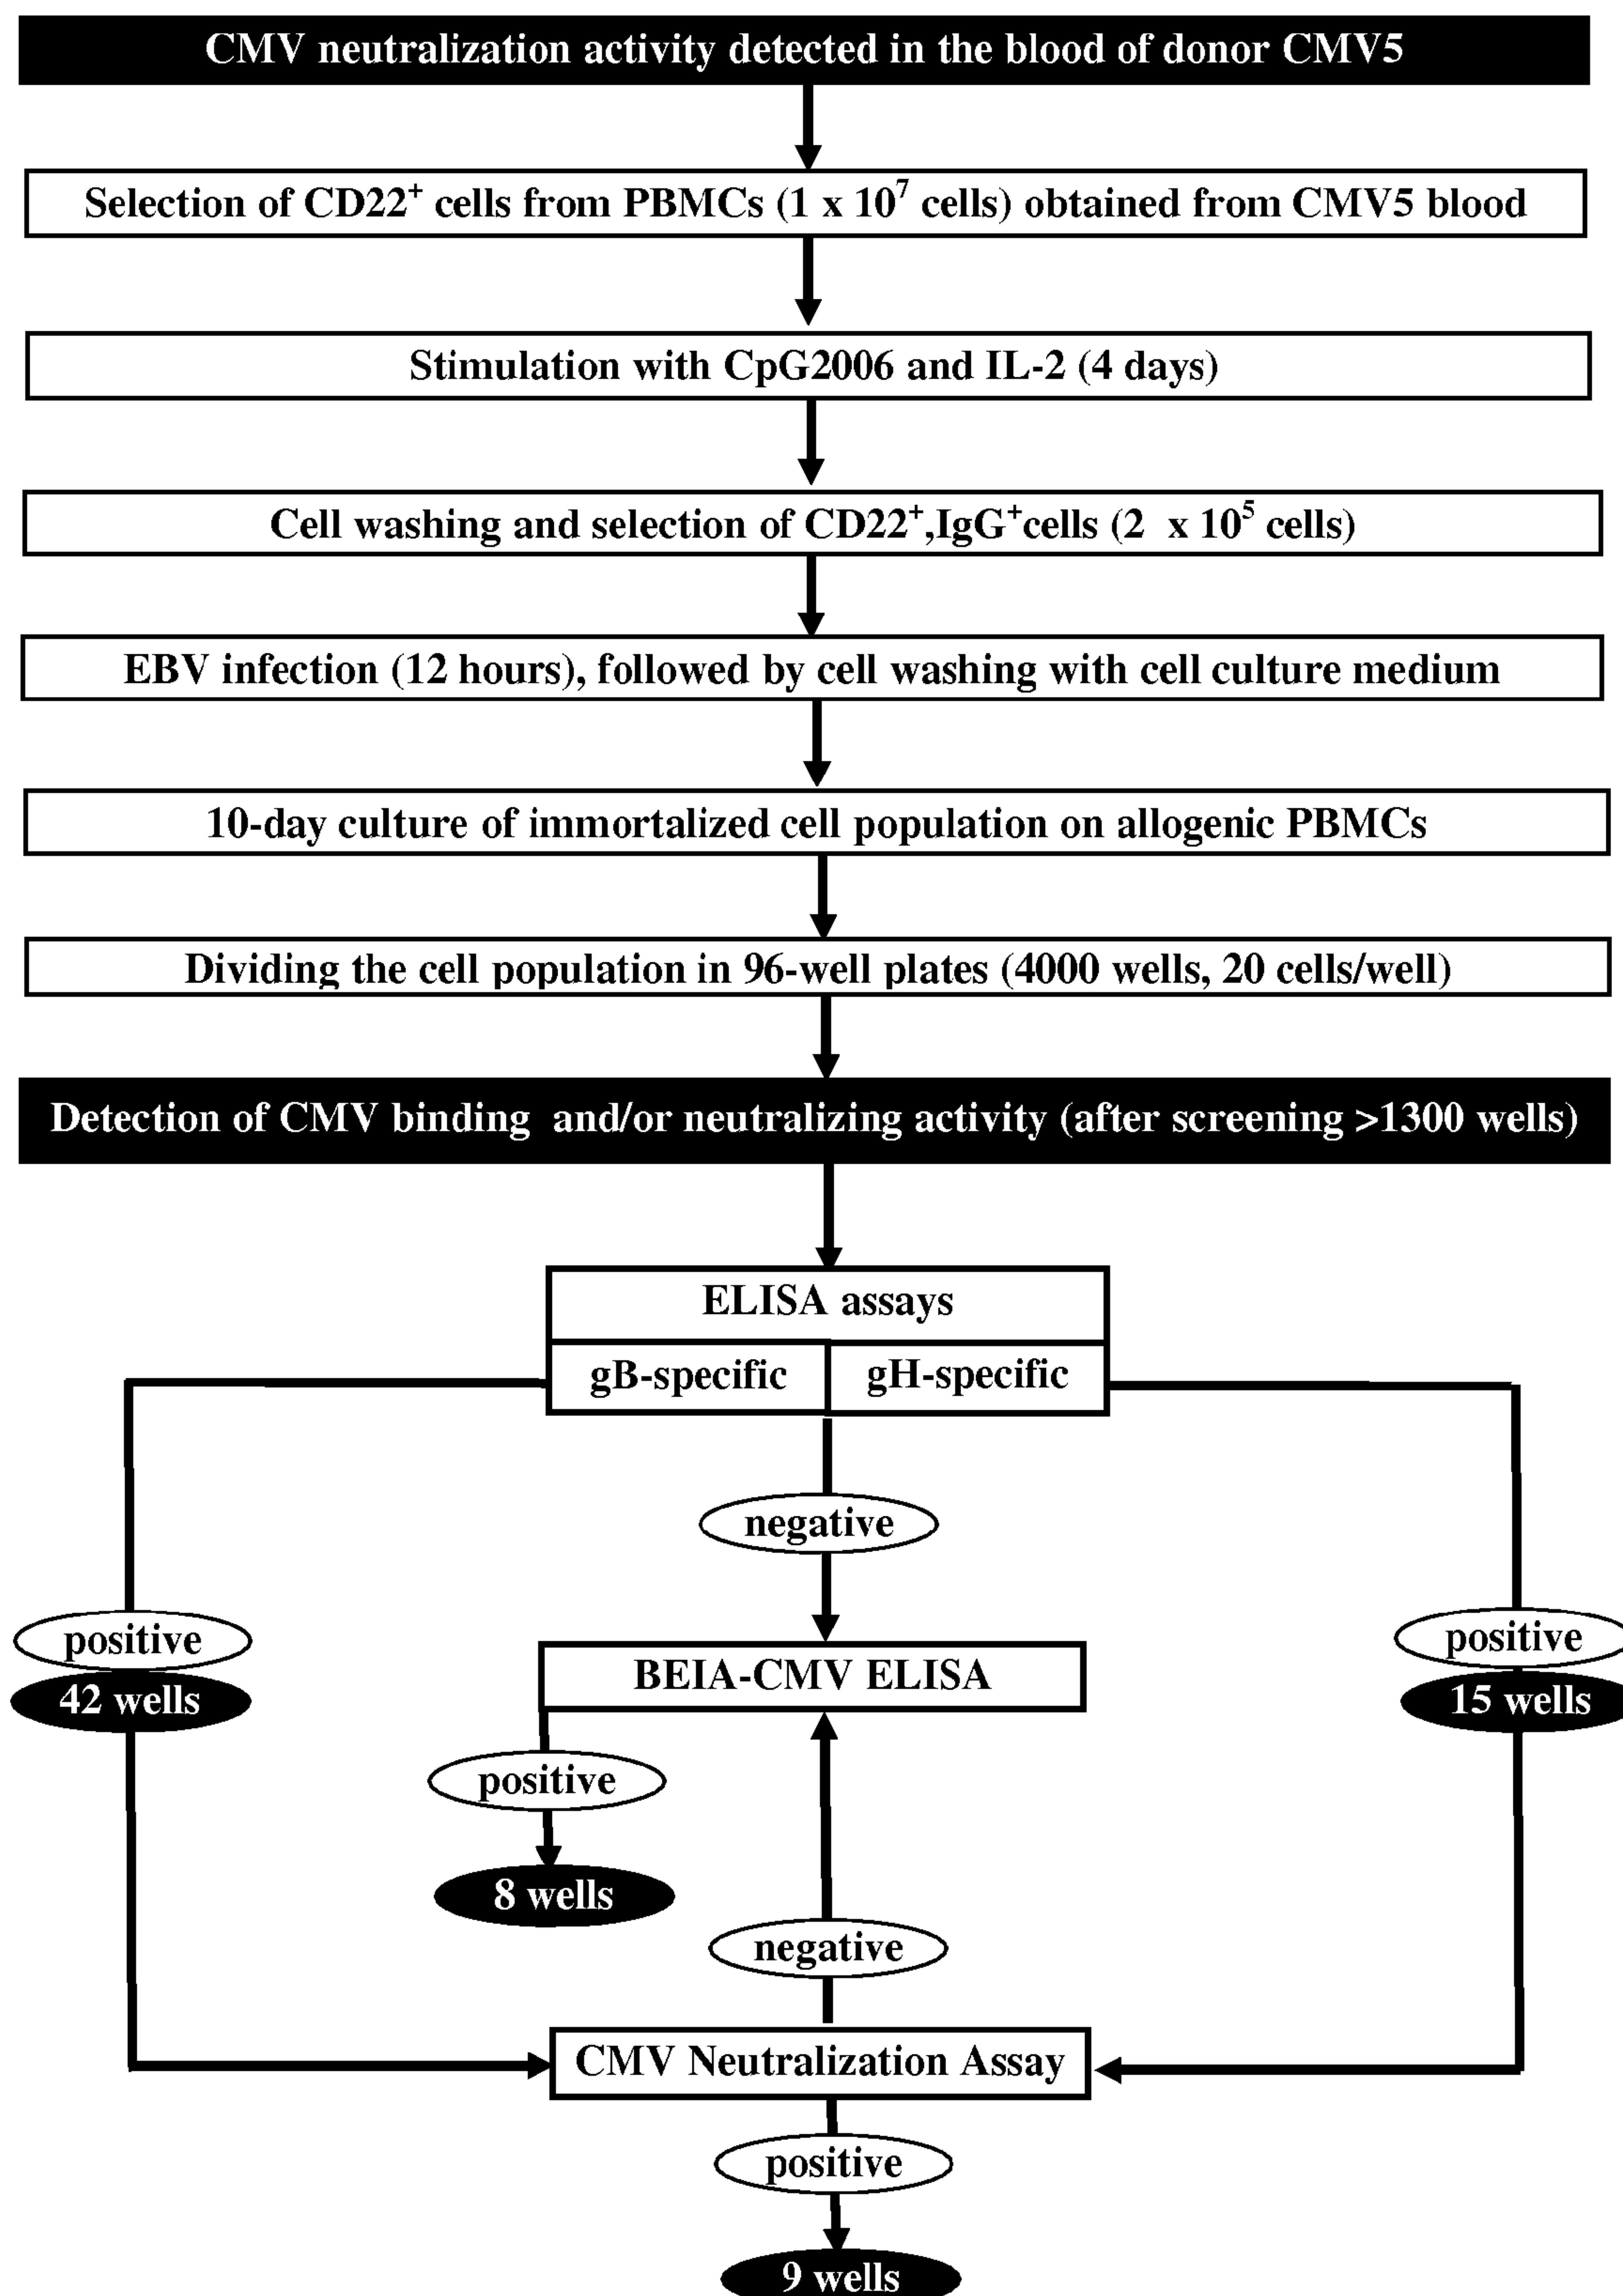 CMV neutralization activity detected in the blood of donor CMV5
Selection of CD22⁺ cells from PBMCs (1 x 10⁷ cells) obtained from CMV5 blood
Stimulation with CpG2006 and IL-2 (4 days)
Cell washing and selection of CD22⁺,IgG⁺cells (2 x 10⁵ cells)
EBV infection (12 hours), followed by cell washing with cell culture medium
10-day culture of immortalized cell population on allogenic PBMCs
Dividing the cell population in 96-well plates (4000 wells, 20 cells/well)
Detection of CMV binding and/or neutralizing activity (after screening >1300 wells)
ELISA assays
gB-specific
gH-specific
negative
positive
42 wells
positive
15 wells
BEIA-CMV ELISA
positive
8 wells
negative
CMV Neutralization Assay
positive
9 wells